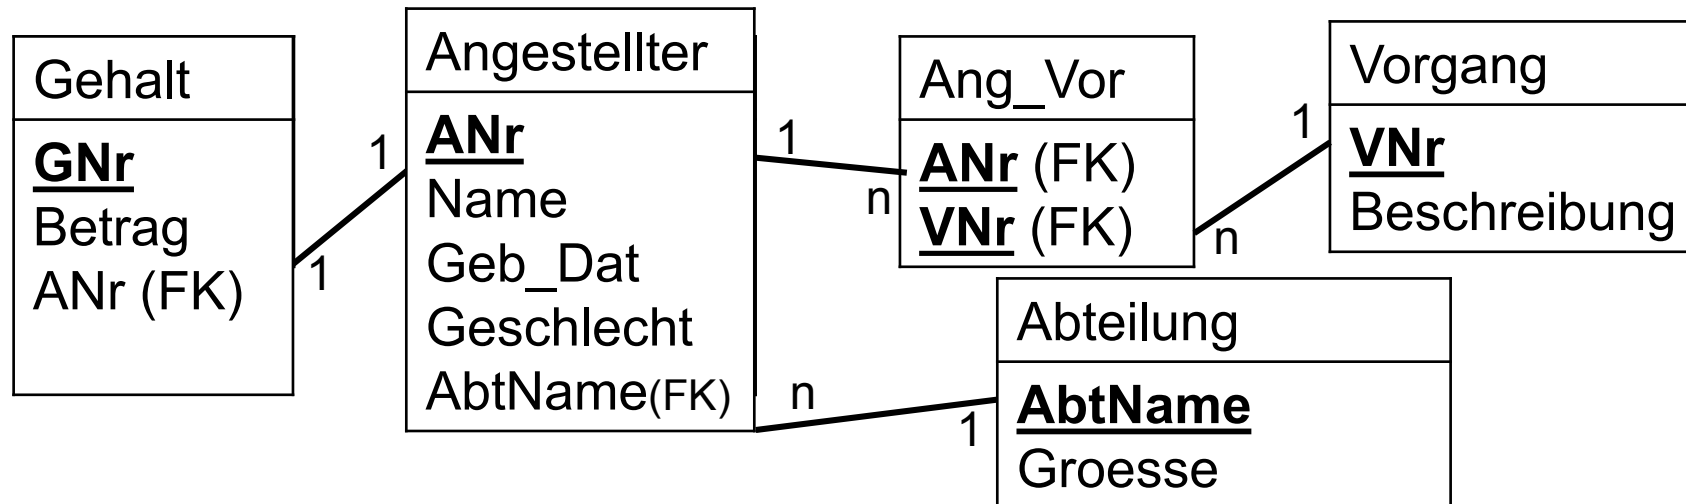 Gehalt
GNr
Betrag
ANr (FK)
1
1
Angestellter
ANr
Name
Geb_Dat
Geschlecht
AbtName(FK)
1
n
Ang_Vor
ANr (FK)
VNr (FK)
1
n
Vorgang
VNr
Beschreibung
n
1
Abteilung
AbtName
Groesse